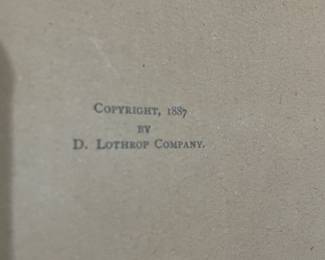 Copyright, 1887
BY
D. Lothrop Company.